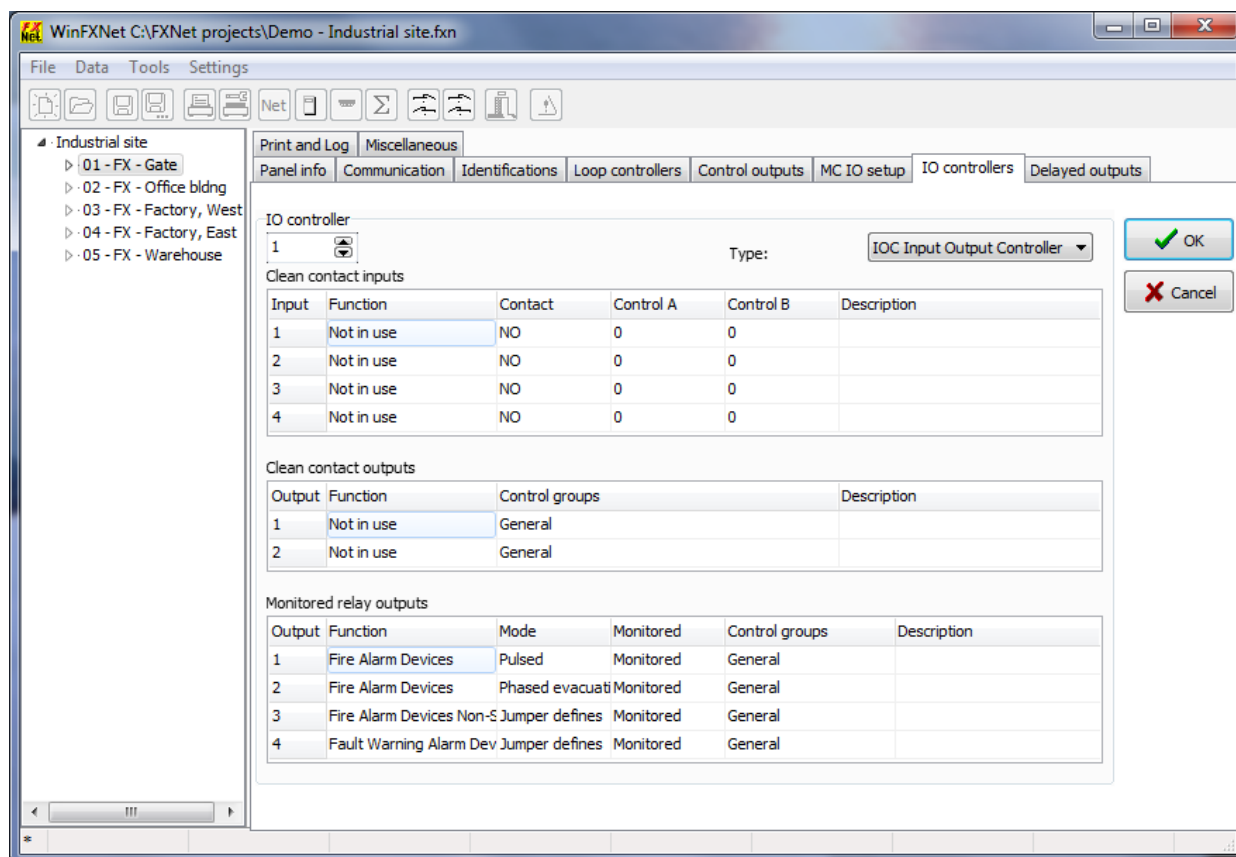 WinFXNet C:\FXNet projects\Demo - Industrial site.fxn
File Data Tools Settings
Net Σ
Industrial site
01 - FX - Gate
02 - FX - Office bldng
03 - FX - Factory, West
04 - FX - Factory, East
05 - FX - Warehouse
Print and Log Miscellaneous
Panel info Communication Identifications Loop controllers Control outputs MC IO setup IO controllers Delayed outputs
IO controller
1 Type: IOC Input Output Controller
OK
Cancel
Clean contact inputs
Input Function Contact Control A Control B Description
1 Not in use NO 0 0
2 Not in use NO 0 0
3 Not in use NO 0 0
4 Not in use NO 0 0
Clean contact outputs
Output Function Control groups Description
1 Not in use General
2 Not in use General
Monitored relay outputs
Output Function Mode Monitored Control groups Description
1 Fire Alarm Devices Pulsed Monitored General
2 Fire Alarm Devices Phased evacuati Monitored General
3 Fire Alarm Devices Non-S Jumper defines Monitored General
4 Fault Warning Alarm Dev Jumper defines Monitored General
*